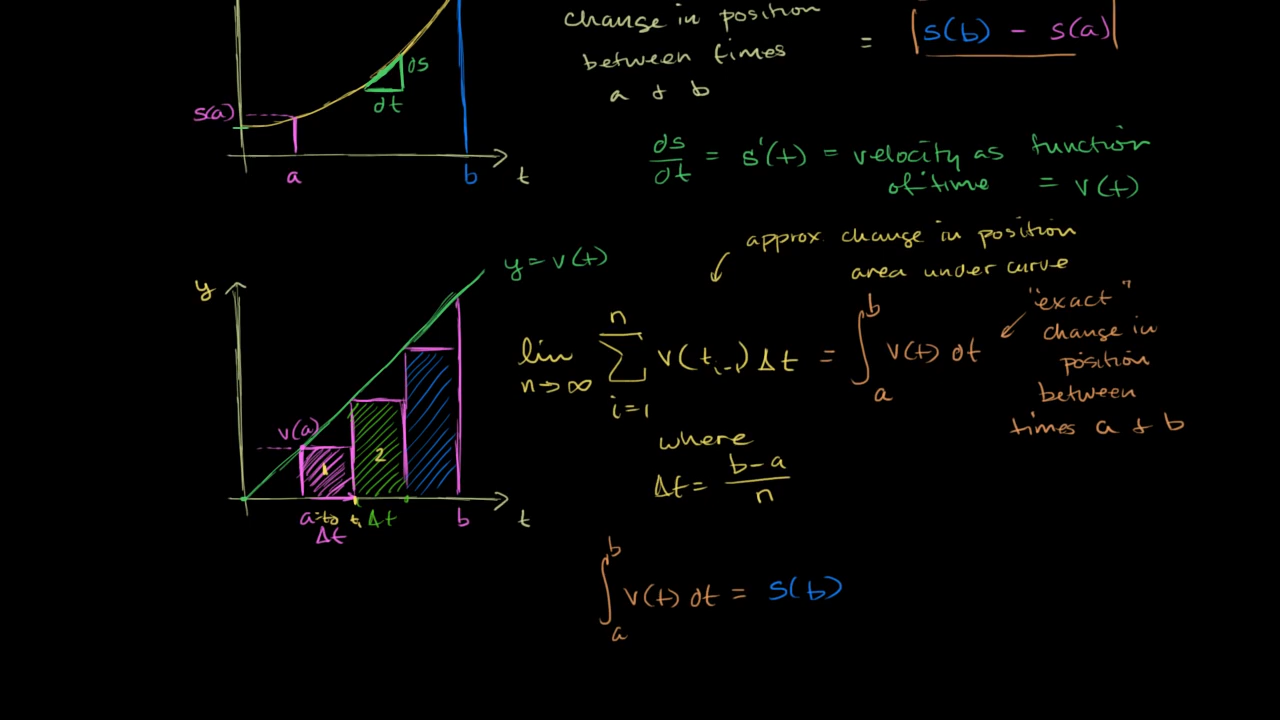 change in position
between times
a & b
= |s(b) - s(a)|
ds
dt
s(a)
a
b
t
ds/dt = s'(t) = velocity as function
of time = v(t)
approx. change in position
area under curve
y = v(t)
y
lim n→∞ ∑ i=1 n v(t_{i-1}) Δt = ∫_a^b v(t) dt
"exact"
change in
position
between
times a & b
where
Δt = (b-a)/n
v(a)
1
2
a = t₀ t₁ Δt
Δt
b
t
∫_a^b v(t) dt = s(b)